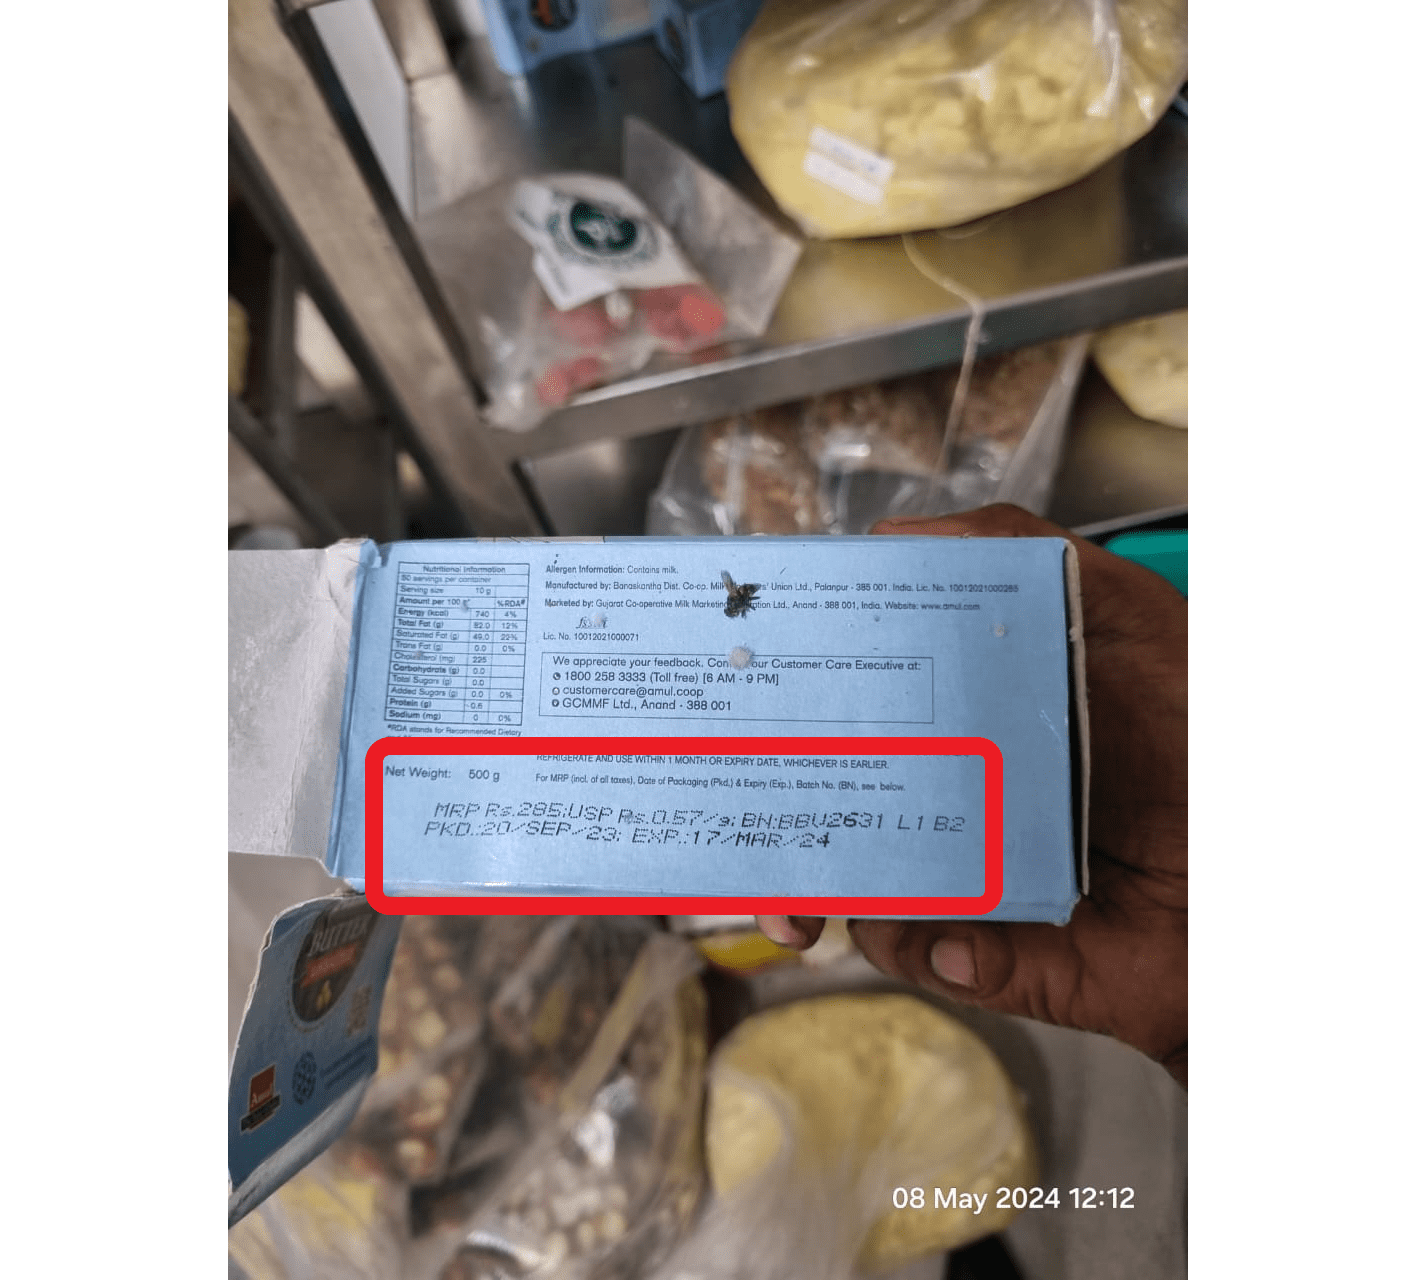 Nutritional Information
50 servings per container
Serving size 10 g
Amount per 100 g %RDA#
Energy (kcal) 740 4%
Total Fat (g) 82.0 12%
Saturated Fat (g) 49.0 22%
Trans Fat (g) 0.0 0%
Cholesterol (mg) 225
Carbohydrate (g) 0.0
Total Sugars (g) 0.0
Added Sugars (g) 0.0 0%
Protein (g) 0.6
Sodium (mg) 0 0%
#RDA stands for Recommended Dietary
Allergen Information: Contains milk.
Manufactured by: Banaskantha Dist. Co-op. Milk Union Ltd., Palanpur - 385 001. India. Lic. No. 10012021000265
Marketed by: Gujarat Co-operative Milk Marketing Ltd., Anand - 388 001, India. Website: www.amul.com
fssai
Lic. No. 10012021000071
We appreciate your feedback. our Customer Care Executive at:
1800 258 3333 (Toll free) [6 AM - 9 PM]
customercare@amul.coop
GCMMF Ltd., Anand - 388 001
REFRIGERATE AND USE WITHIN 1 MONTH OR EXPIRY DATE, WHICHEVER IS EARLIER.
Net Weight: 500 g
For MRP (incl. of all taxes), Date of Packaging (Pkd.) & Expiry (Exp.), Batch No. (BN), see below.
MRP Rs.285;USP Rs.0.57/g; BN:BBU2631 L1 B2
PKD.:20/SEP/23; EXP.:17/MAR/24
BUTTER
Amul
08 May 2024 12:12